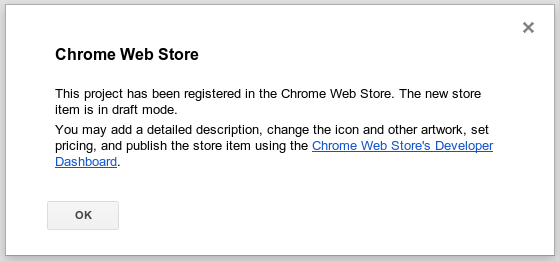 Chrome Web Store
This project has been registered in the Chrome Web Store. The new store
item is in draft mode.
You may add a detailed description, change the icon and other artwork, set
pricing, and publish the store item using the Chrome Web Store's Developer
Dashboard.
OK